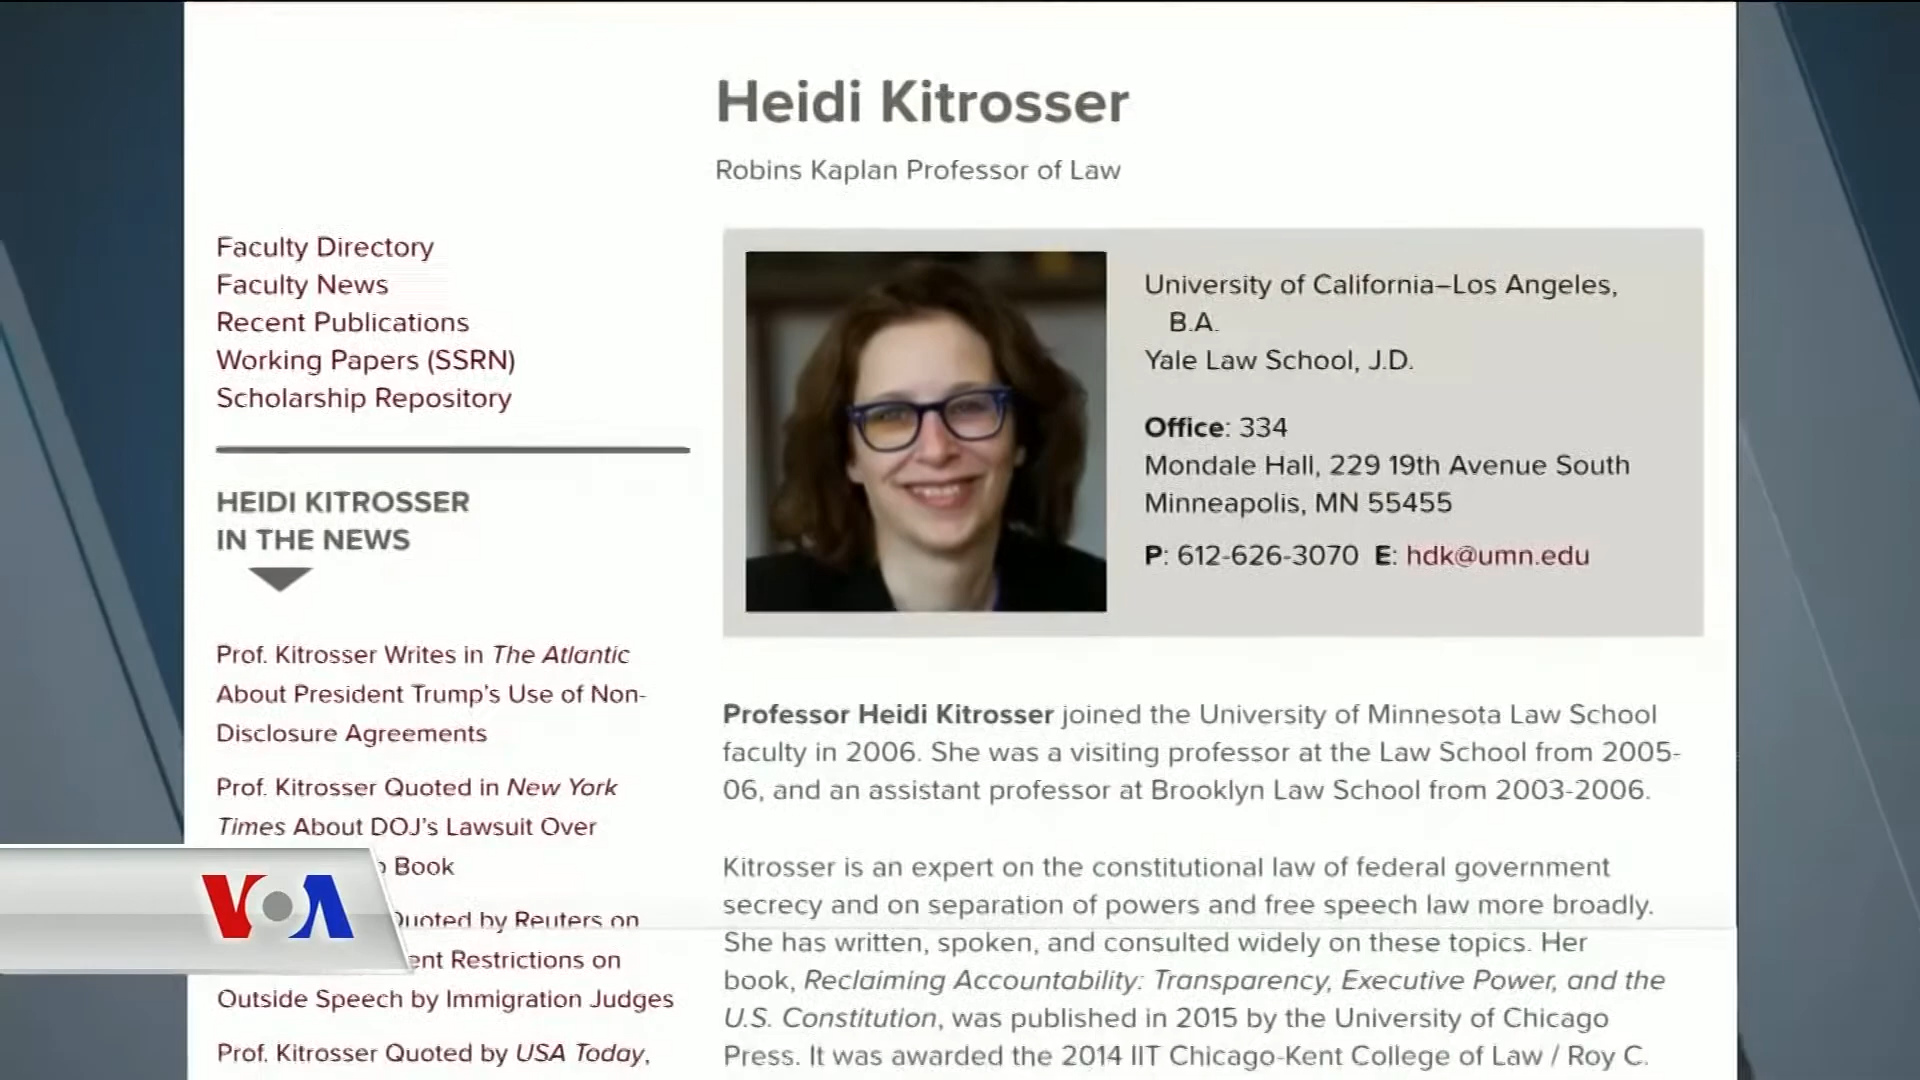 Heidi Kitrosser
Robins Kaplan Professor of Law
Faculty Directory
Faculty News
Recent Publications
Working Papers (SSRN)
Scholarship Repository
HEIDI KITROSSER
IN THE NEWS
Prof. Kitrosser Writes in The Atlantic
About President Trump's Use of Non-
Disclosure Agreements
Prof. Kitrosser Quoted in New York
Times About DOJ's Lawsuit Over
Book
Quoted by Reuters on
Restrictions on
Outside Speech by Immigration Judges
Prof. Kitrosser Quoted by USA Today,
University of California–Los Angeles,
B.A.
Yale Law School, J.D.
Office: 334
Mondale Hall, 229 19th Avenue South
Minneapolis, MN 55455
P: 612-626-3070 E: hdk@umn.edu
Professor Heidi Kitrosser joined the University of Minnesota Law School
faculty in 2006. She was a visiting professor at the Law School from 2005-
06, and an assistant professor at Brooklyn Law School from 2003-2006.
Kitrosser is an expert on the constitutional law of federal government
secrecy and on separation of powers and free speech law more broadly.
She has written, spoken, and consulted widely on these topics. Her
book, Reclaiming Accountability: Transparency, Executive Power, and the
U.S. Constitution, was published in 2015 by the University of Chicago
Press. It was awarded the 2014 IIT Chicago-Kent College of Law / Roy C.
VOA